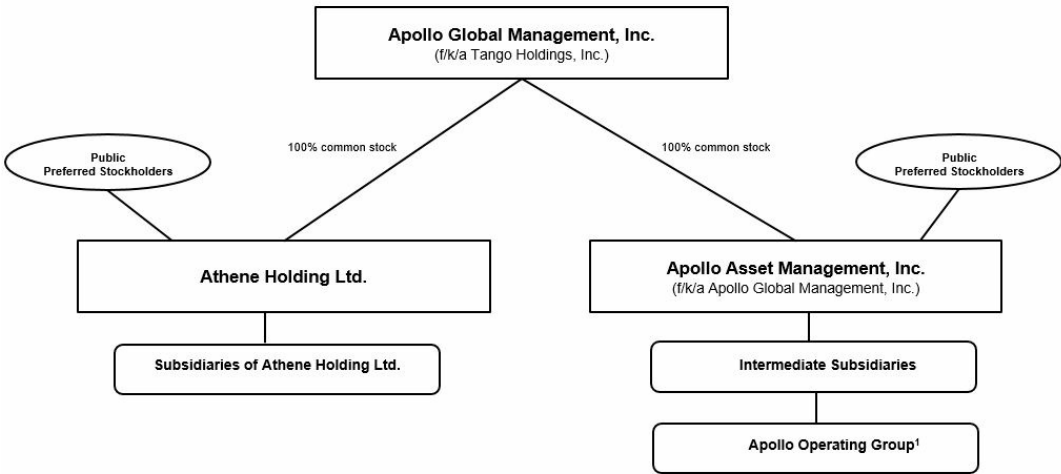 Apollo Global Management, Inc.
(f/k/a Tango Holdings, Inc.)
100% common stock
100% common stock
Public
Preferred Stockholders
Public
Preferred Stockholders
Athene Holding Ltd.
Apollo Asset Management, Inc.
(f/k/a Apollo Global Management, Inc.)
Subsidiaries of Athene Holding Ltd.
Intermediate Subsidiaries
Apollo Operating Group¹